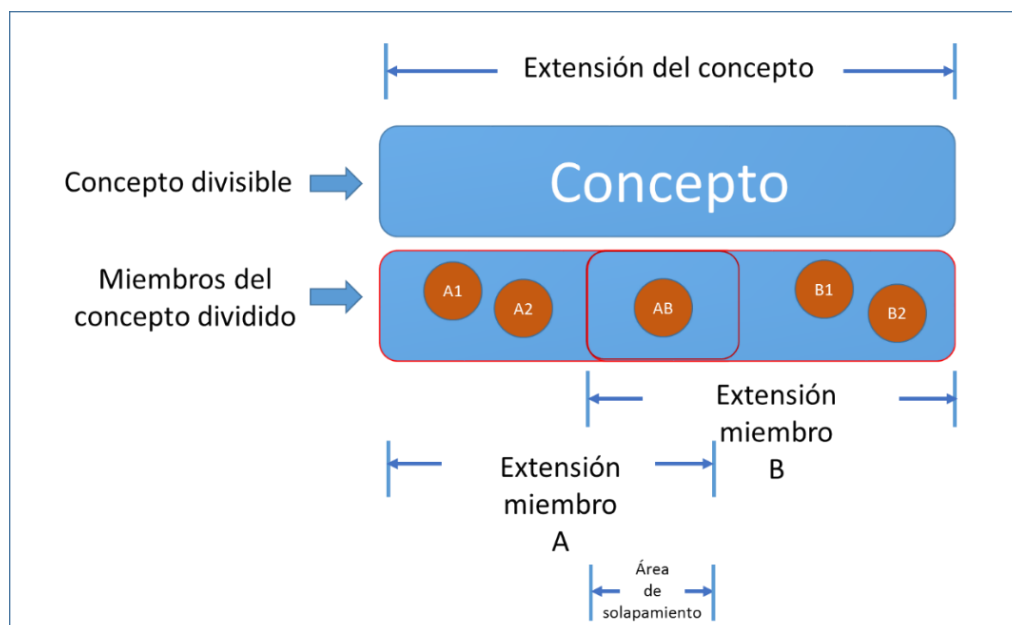 Extensión del concepto
Concepto divisible
Concepto
Miembros del
concepto dividido
A1
A2
AB
B1
B2
Extensión
miembro
B
Extensión
miembro
A
Área
de
solapamiento